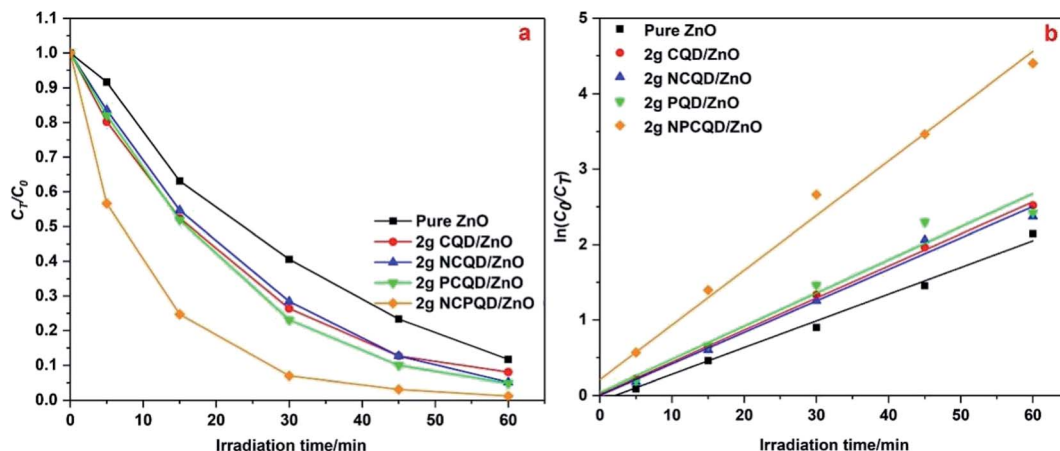 a
1.1
1.0
0.9
0.8
0.7
0.6
0.5
0.4
0.3
0.2
0.1
0.0
C_T/C_0
Pure ZnO
2g CQD/ZnO
2g NCQD/ZnO
2g PCQD/ZnO
2g NCPQD/ZnO
0 10 20 30 40 50 60
Irradiation time/min
b
5
4
3
2
1
0
ln(C_0/C_T)
Pure ZnO
2g CQD/ZnO
2g NCQD/ZnO
2g PQD/ZnO
2g NPCQD/ZnO
0 10 20 30 40 50 60
Irradiation time/min